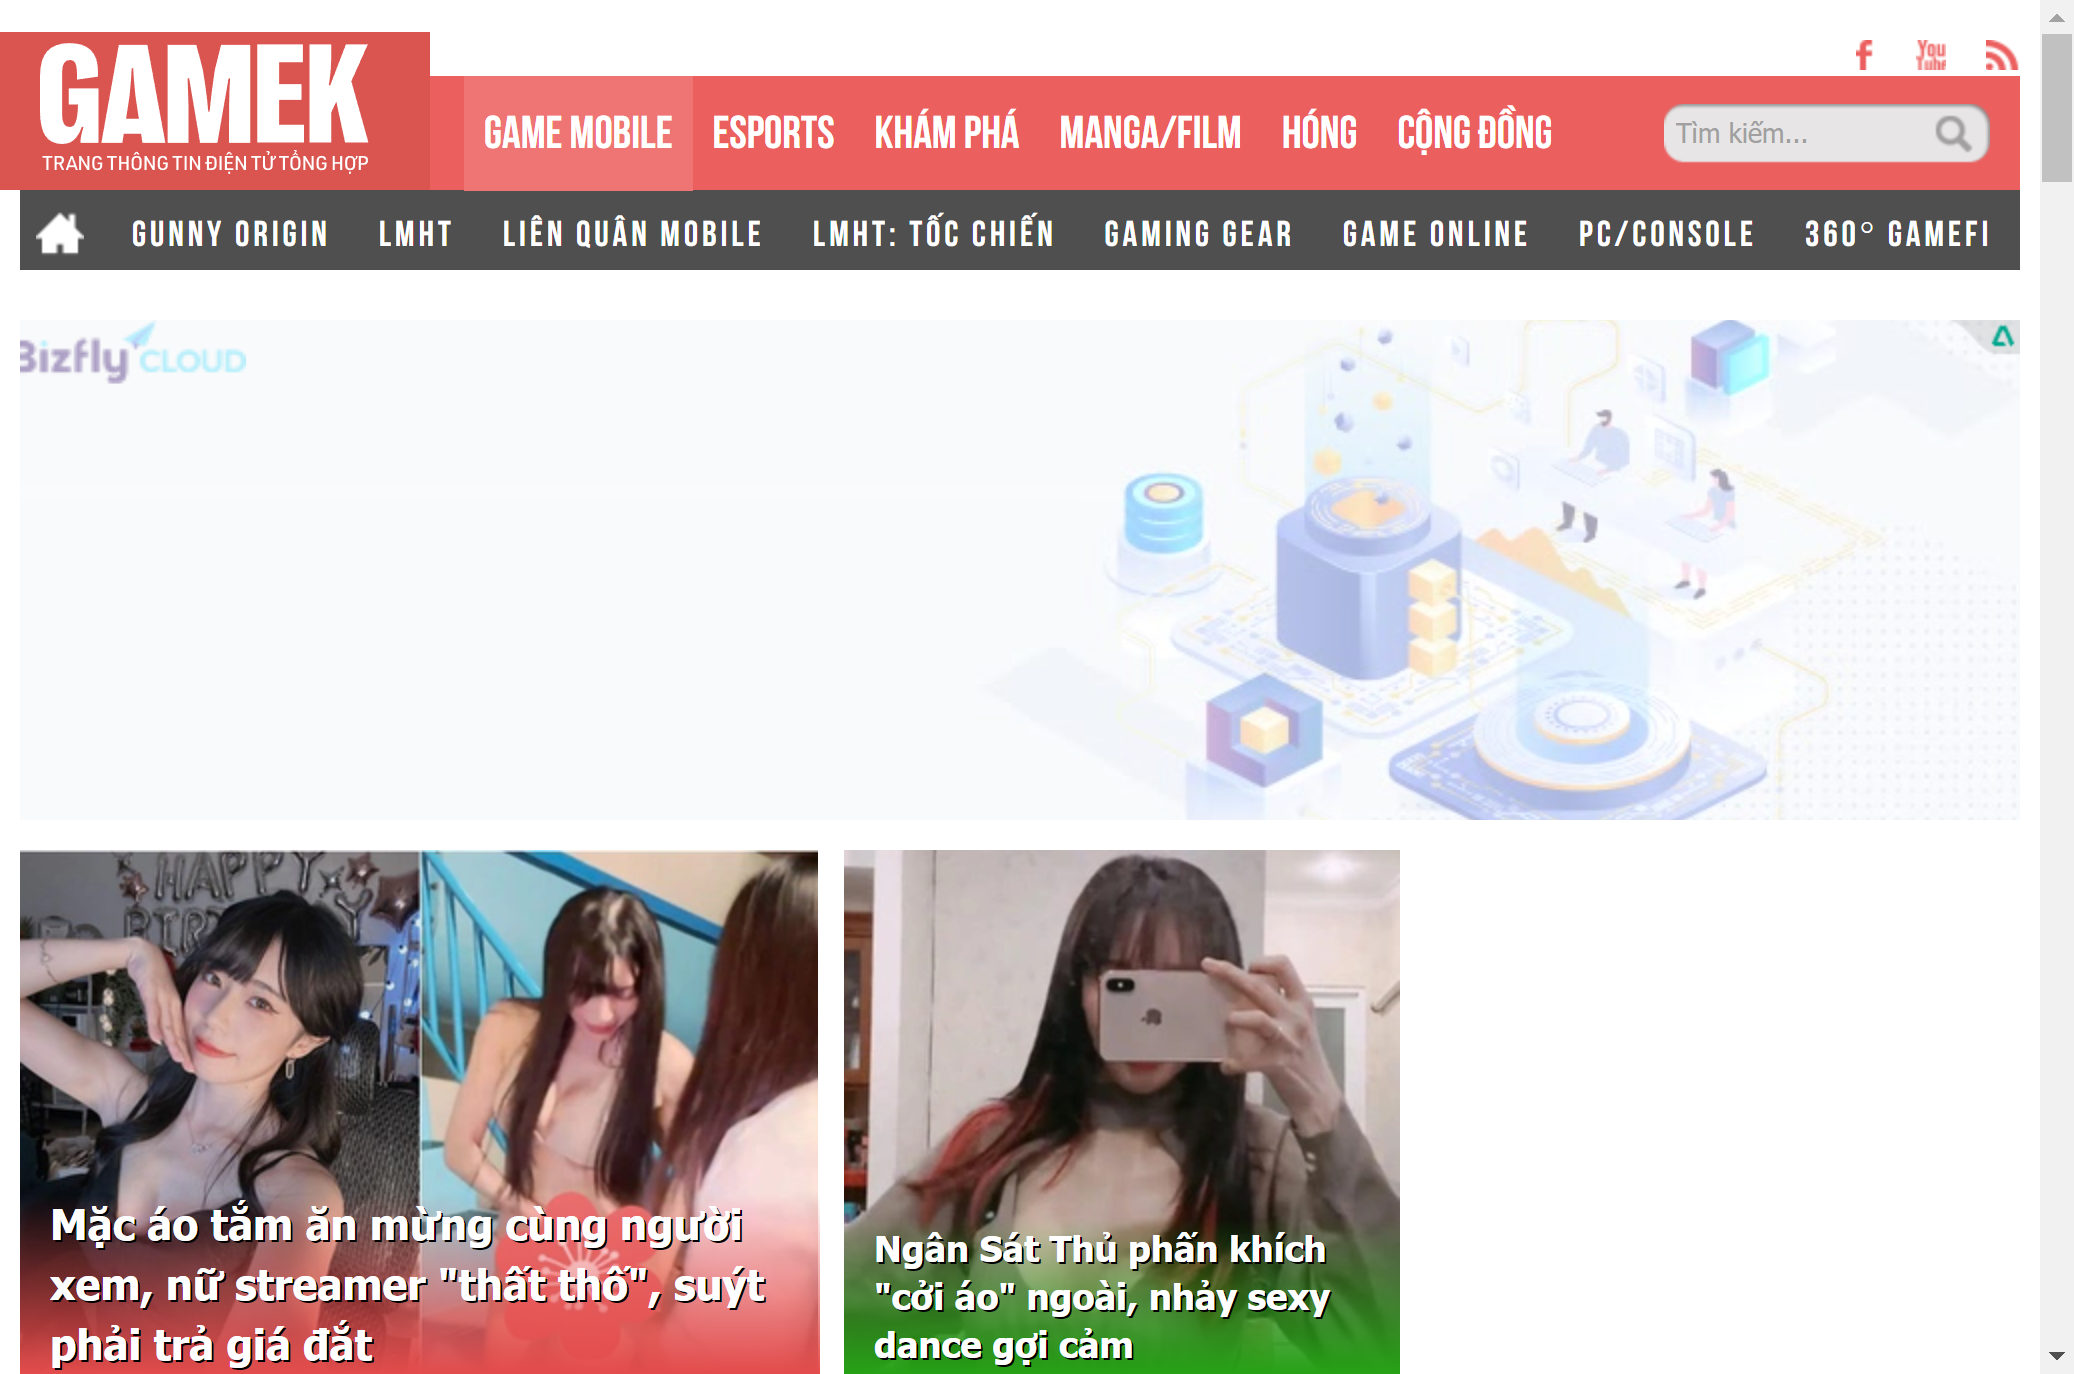 GAMEK
TRANG THÔNG TIN ĐIỆN TỬ TỔNG HỢP
You
Tube
GAME MOBILE
ESPORTS
KHÁM PHÁ
MANGA/FILM
HÓNG
CỘNG ĐỒNG
Tìm kiếm...
GUNNY ORIGIN
LMHT
LIÊN QUÂN MOBILE
LMHT: TỐC CHIẾN
GAMING GEAR
GAME ONLINE
PC/CONSOLE
360° GAMEFI
Bizfly CLOUD
HAPPY
Mặc áo tắm ăn mừng cùng người
xem, nữ streamer "thất thố", suýt
phải trả giá đắt
Ngân Sát Thủ phấn khích
"cởi áo" ngoài, nhảy sexy
dance gợi cảm